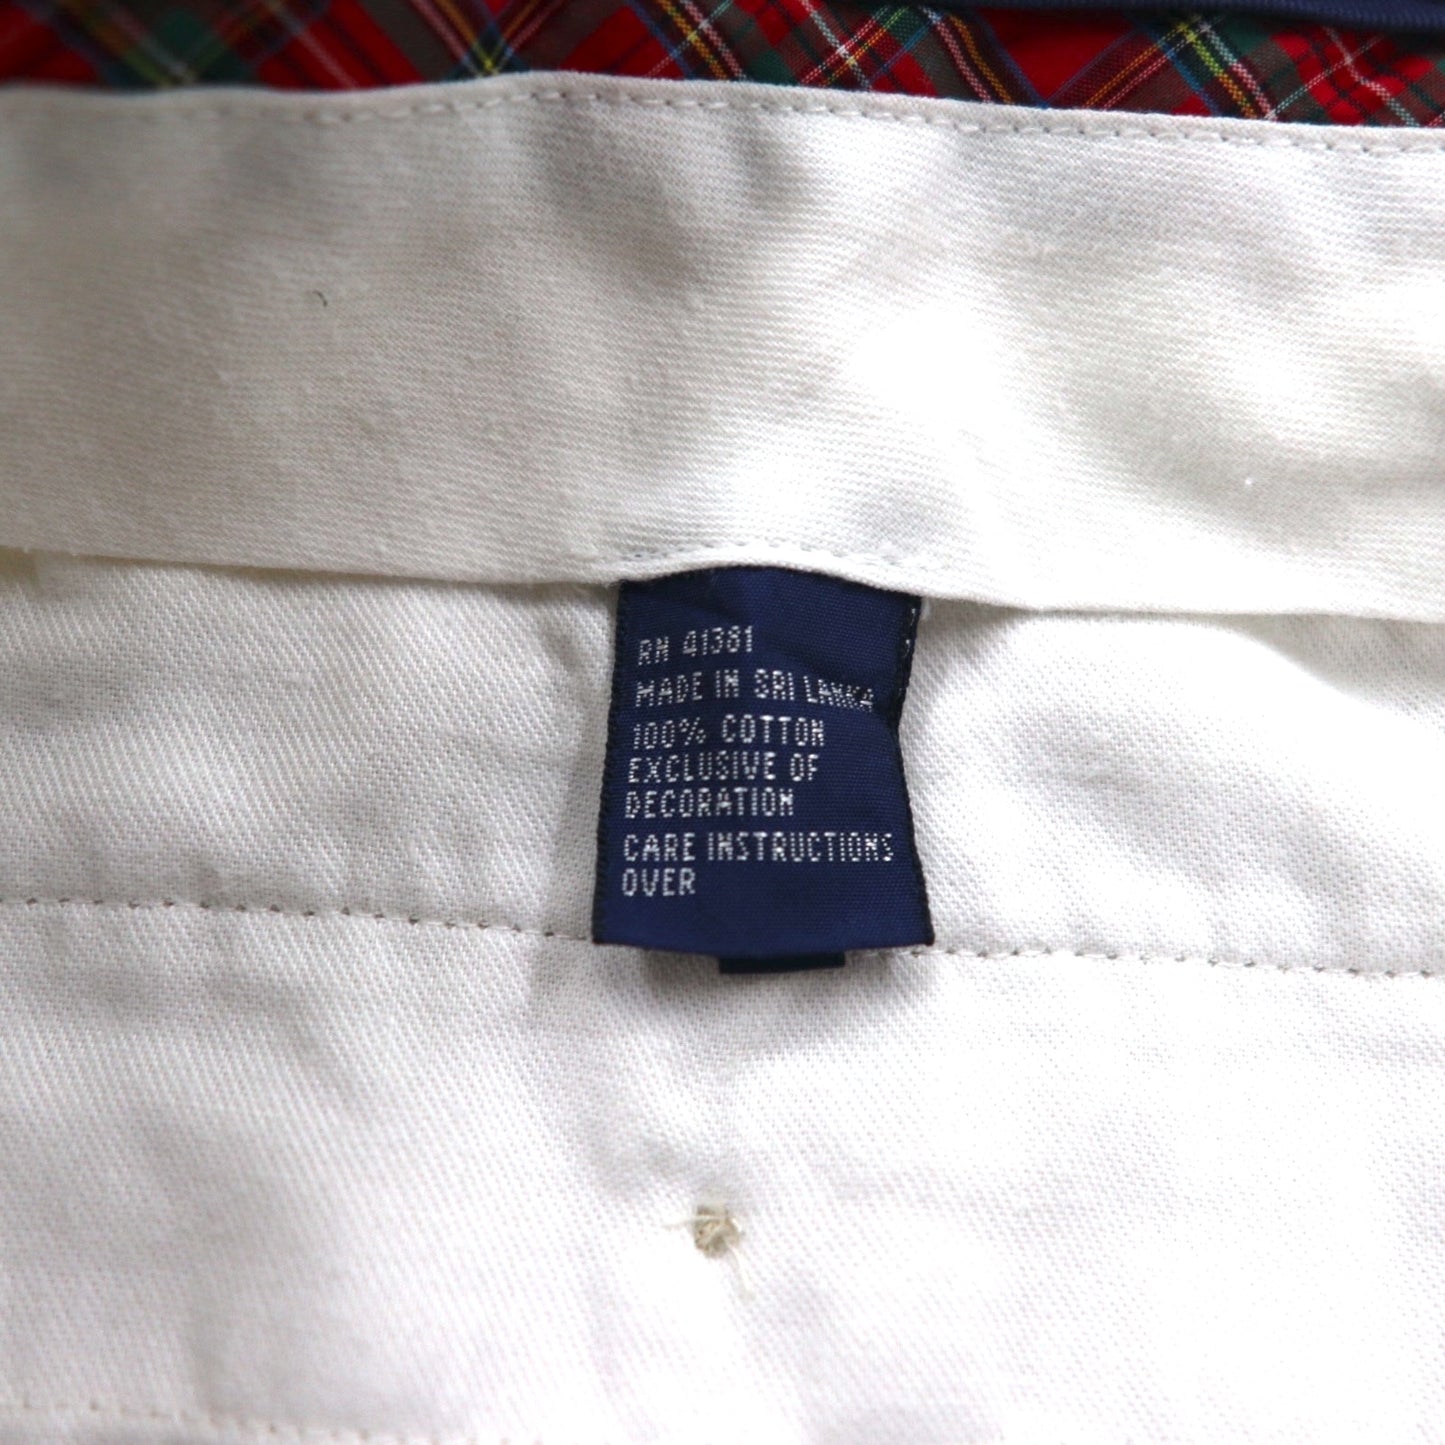 RN 41381
MADE IN SRI LANKA
100% COTTON
EXCLUSIVE OF
DECORATION
CARE INSTRUCTIONS
OVER